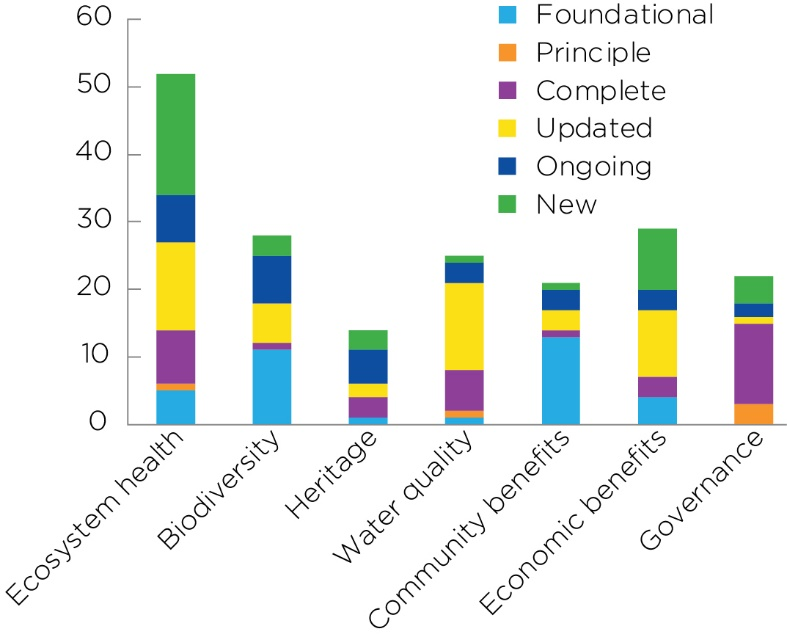 60
50
40
30
20
10
0
Foundational
Principle
Complete
Updated
Ongoing
New
Ecosystem health
Biodiversity
Heritage
Water quality
Community benefits
Economic benefits
Governance